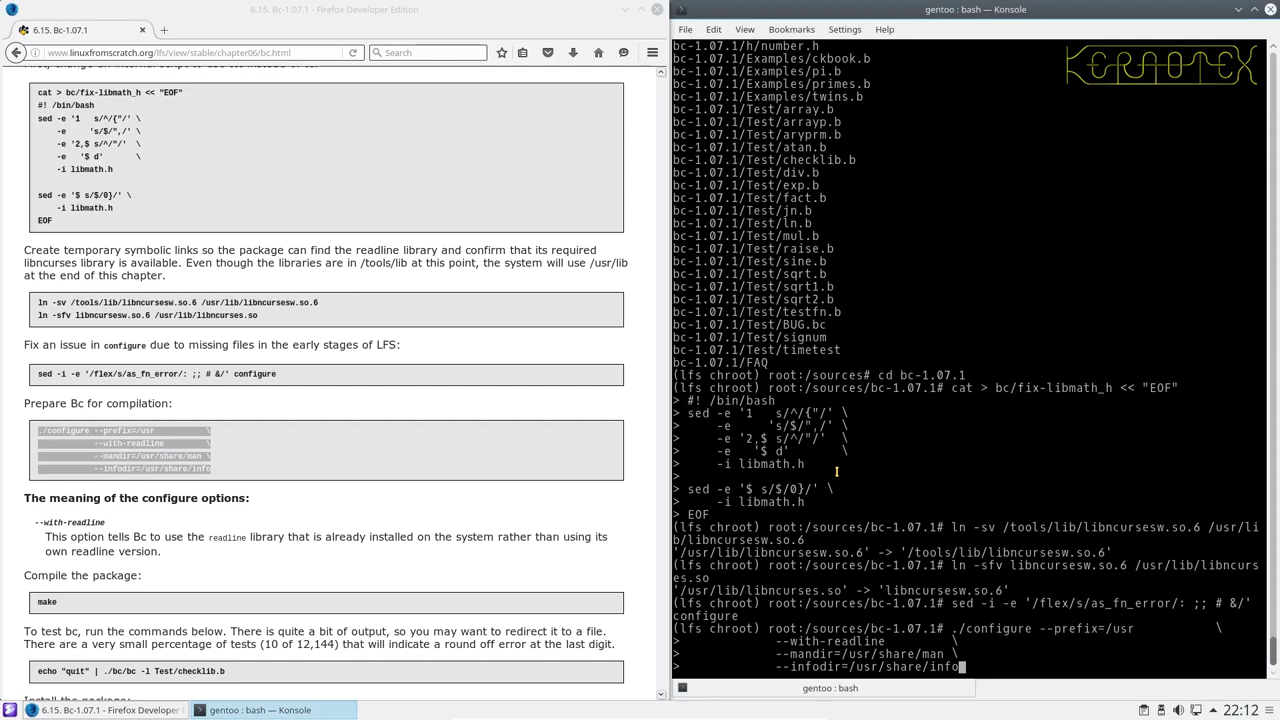 6.15. Bc-1.07.1 - Firefox Developer Edition
6.15. Bc-1.07.1
www.linuxfromscratch.org/lfs/view/stable/chapter06/bc.html
Search
cat > bc/fix-libmath_h << "EOF"
#! /bin/bash
sed -e '1   s/^/{"/' \
    -e     's/$/",/' \
    -e '2,$ s/^/"/'  \
    -e   '$ d'       \
    -i libmath.h
sed -e '$ s/$/0}/' \
    -i libmath.h
EOF
Create temporary symbolic links so the package can find the readline library and confirm that its required
libncurses library is available. Even though the libraries are in /tools/lib at this point, the system will use /usr/lib
at the end of this chapter.
ln -sv /tools/lib/libncursesw.so.6 /usr/lib/libncursesw.so.6
ln -sfv libncursesw.so.6 /usr/lib/libncurses.so
Fix an issue in configure due to missing files in the early stages of LFS:
sed -i -e '/flex/s/as_fn_error/: ;; # &/' configure
Prepare Bc for compilation:
./configure --prefix=/usr           \
            --with-readline         \
            --mandir=/usr/share/man \
            --infodir=/usr/share/info
The meaning of the configure options:
--with-readline
This option tells Bc to use the readline library that is already installed on the system rather than using its
own readline version.
Compile the package:
make
To test bc, run the commands below. There is quite a bit of output, so you may want to redirect it to a file.
There are a very small percentage of tests (10 of 12,144) that will indicate a round off error at the last digit.
echo "quit" | ./bc/bc -l Test/checklib.b
gentoo : bash — Konsole
File Edit View Bookmarks Settings Help
KERAOTEX
bc-1.07.1/h/number.h
bc-1.07.1/Examples/ckbook.b
bc-1.07.1/Examples/pi.b
bc-1.07.1/Examples/primes.b
bc-1.07.1/Examples/twins.b
bc-1.07.1/Test/array.b
bc-1.07.1/Test/arrayp.b
bc-1.07.1/Test/aryprm.b
bc-1.07.1/Test/atan.b
bc-1.07.1/Test/checklib.b
bc-1.07.1/Test/div.b
bc-1.07.1/Test/exp.b
bc-1.07.1/Test/fact.b
bc-1.07.1/Test/jn.b
bc-1.07.1/Test/ln.b
bc-1.07.1/Test/mul.b
bc-1.07.1/Test/raise.b
bc-1.07.1/Test/sine.b
bc-1.07.1/Test/sqrt.b
bc-1.07.1/Test/sqrt1.b
bc-1.07.1/Test/sqrt2.b
bc-1.07.1/Test/testfn.b
bc-1.07.1/Test/BUG.bc
bc-1.07.1/Test/signum
bc-1.07.1/Test/timetest
bc-1.07.1/FAQ
(lfs chroot) root:/sources# cd bc-1.07.1
(lfs chroot) root:/sources/bc-1.07.1# cat > bc/fix-libmath_h << "EOF"
> #! /bin/bash
> sed -e '1   s/^/{"/' \
>     -e     's/$/",/' \
>     -e '2,$ s/^/"/'  \
>     -e   '$ d'       \
>     -i libmath.h
>
> sed -e '$ s/$/0}/' \
>     -i libmath.h
> EOF
(lfs chroot) root:/sources/bc-1.07.1# ln -sv /tools/lib/libncursesw.so.6 /usr/li
b/libncursesw.so.6
'/usr/lib/libncursesw.so.6' -> '/tools/lib/libncursesw.so.6'
(lfs chroot) root:/sources/bc-1.07.1# ln -sfv libncursesw.so.6 /usr/lib/libncurs
es.so
'/usr/lib/libncurses.so' -> 'libncursesw.so.6'
(lfs chroot) root:/sources/bc-1.07.1# sed -i -e '/flex/s/as_fn_error/: ;; # &/'
configure
(lfs chroot) root:/sources/bc-1.07.1# ./configure --prefix=/usr           \
>             --with-readline         \
>             --mandir=/usr/share/man \
>             --infodir=/usr/share/info
gentoo : bash
6.15. Bc-1.07.1 - Firefox Developer
gentoo : bash — Konsole
22:12